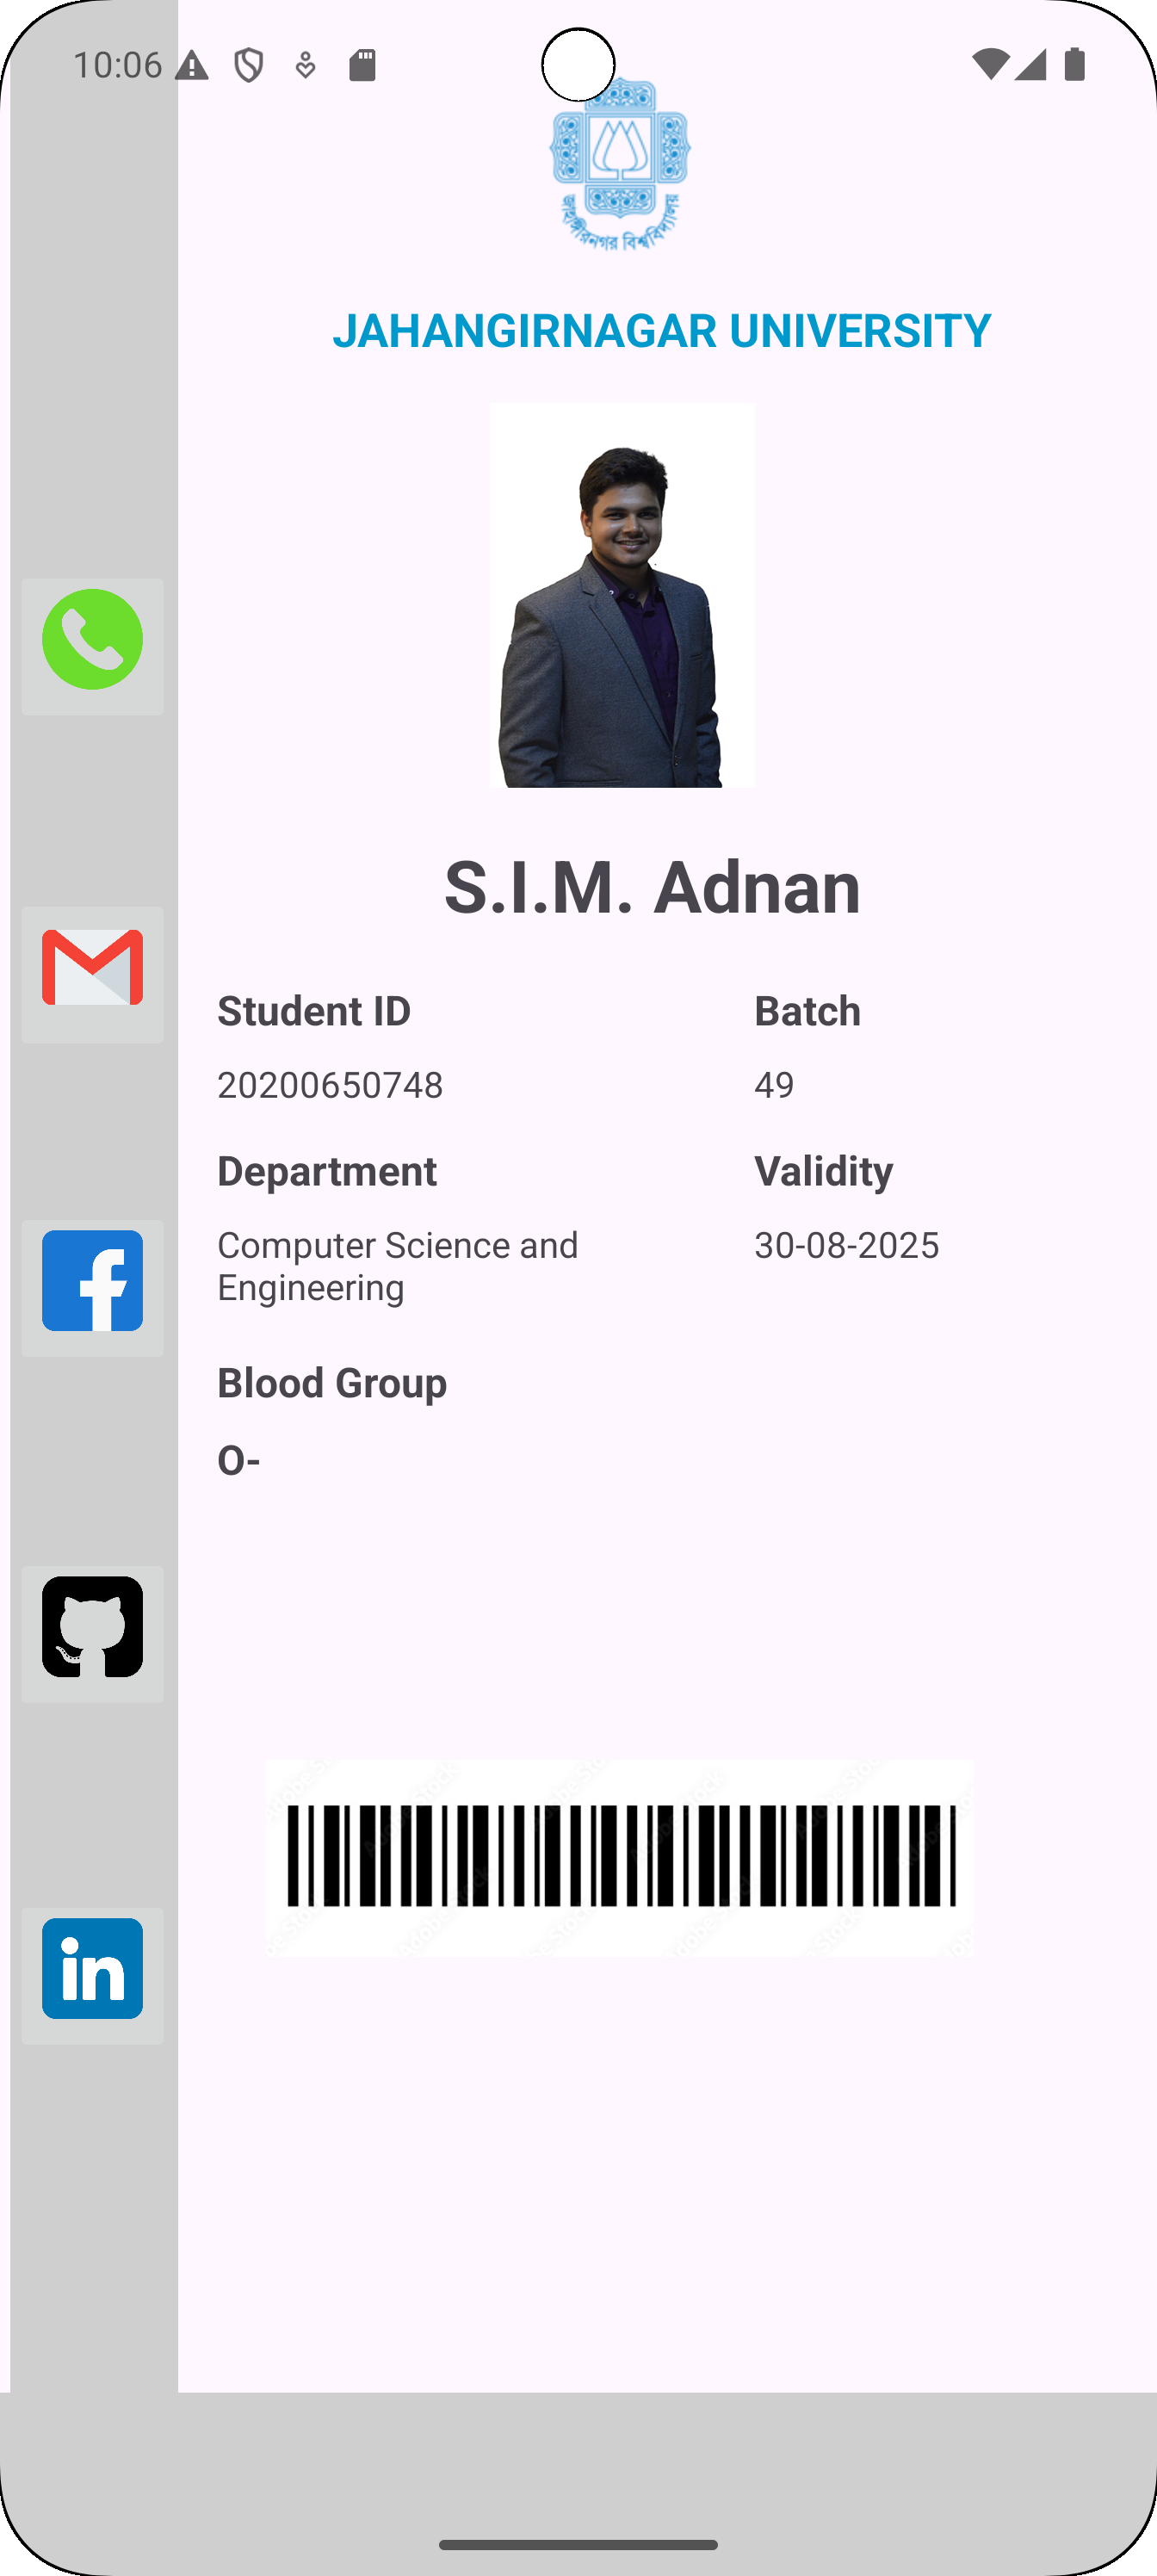 10:06
জাহাঙ্গীরনগর বিশ্ববিদ্যালয়
JAHANGIRNAGAR UNIVERSITY
S.I.M. Adnan
Student ID
Batch
20200650748
49
Department
Validity
Computer Science and
Engineering
30-08-2025
Blood Group
O-
in